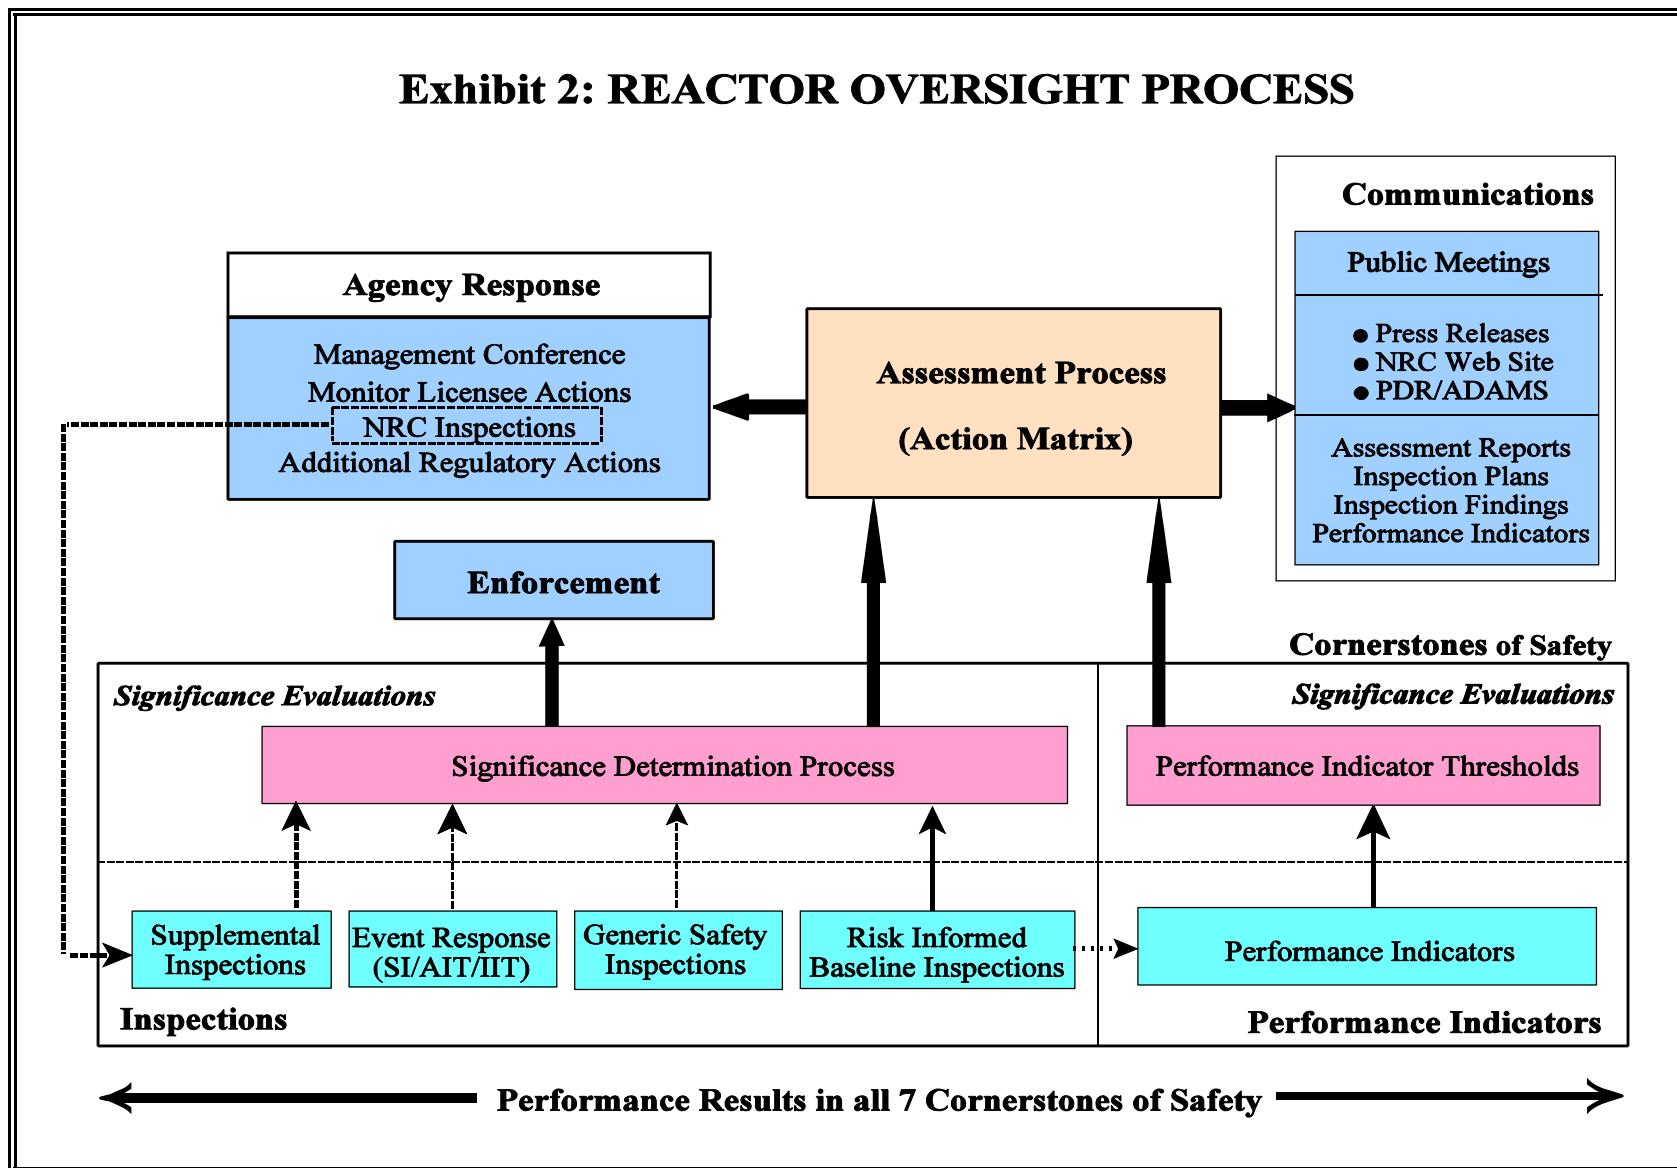 Exhibit 2: REACTOR OVERSIGHT PROCESS
Communications
Public Meetings
● Press Releases
● NRC Web Site
● PDR/ADAMS
Assessment Reports
Inspection Plans
Inspection Findings
Performance Indicators
Agency Response
Management Conference
Monitor Licensee Actions
NRC Inspections
Additional Regulatory Actions
Assessment Process
(Action Matrix)
Enforcement
Cornerstones of Safety
Significance Evaluations
Significance Evaluations
Significance Determination Process
Performance Indicator Thresholds
Supplemental
Inspections
Event Response
(SI/AIT/IIT)
Generic Safety
Inspections
Risk Informed
Baseline Inspections
Performance Indicators
Inspections
Performance Indicators
Performance Results in all 7 Cornerstones of Safety